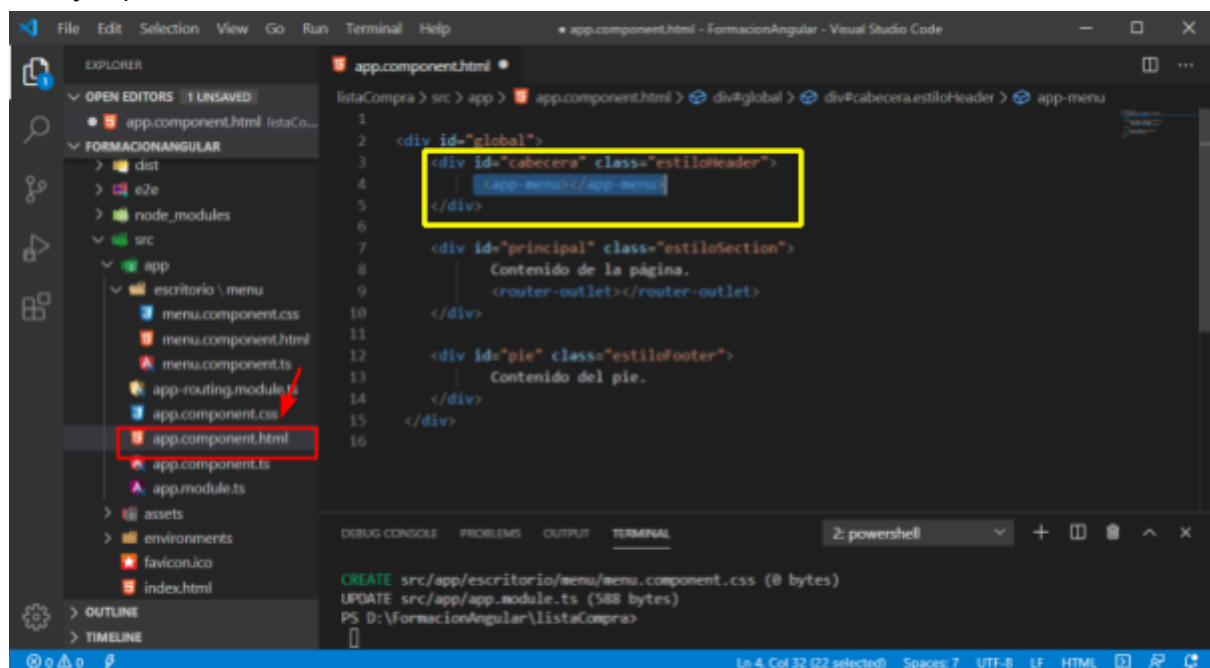 File Edit Selection View Go Run Terminal Help ● app.component.html - FormacionAngular - Visual Studio Code
EXPLORER
OPEN EDITORS 1 UNSAVED
● app.component.html listaCo...
FORMACIONANGULAR
dist
e2e
node_modules
src
app
escritorio \ menu
menu.component.css
menu.component.html
menu.component.ts
app-routing.module.ts
app.component.css
app.component.html
app.component.ts
app.module.ts
assets
environments
favicon.ico
index.html
OUTLINE
TIMELINE
app.component.html ●
listaCompra > src > app > app.component.html > div#global > div#cabecera.estiloHeader > app-menu
1
2 <div id="global">
3 <div id="cabecera" class="estiloHeader">
4 <app-menu></app-menu>
5 </div>
6
7 <div id="principal" class="estiloSection">
8 Contenido de la página.
9 <router-outlet></router-outlet>
10 </div>
11
12 <div id="pie" class="estiloFooter">
13 Contenido del pie.
14 </div>
15 </div>
16
DEBUG CONSOLE PROBLEMS OUTPUT TERMINAL 2: powershell
CREATE src/app/escritorio/menu/menu.component.css (0 bytes)
UPDATE src/app/app.module.ts (588 bytes)
PS D:\FormacionAngular\listaCompra>
0 0 Ln 4, Col 32 (22 selected) Spaces: 7 UTF-8 LF HTML